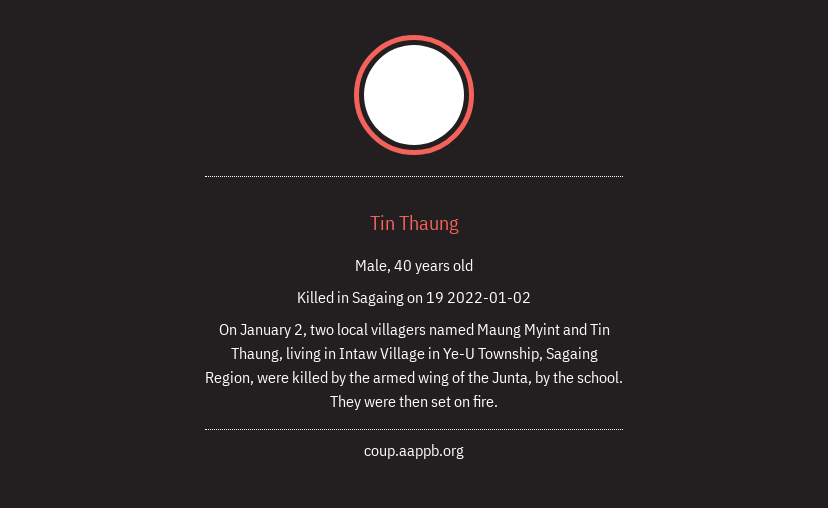 Tin Thaung
Male, 40 years old
Killed in Sagaing on 19 2022-01-02
On January 2, two local villagers named Maung Myint and Tin
Thaung, living in Intaw Village in Ye-U Township, Sagaing
Region, were killed by the armed wing of the Junta, by the school.
They were then set on fire.
coup.aappb.org